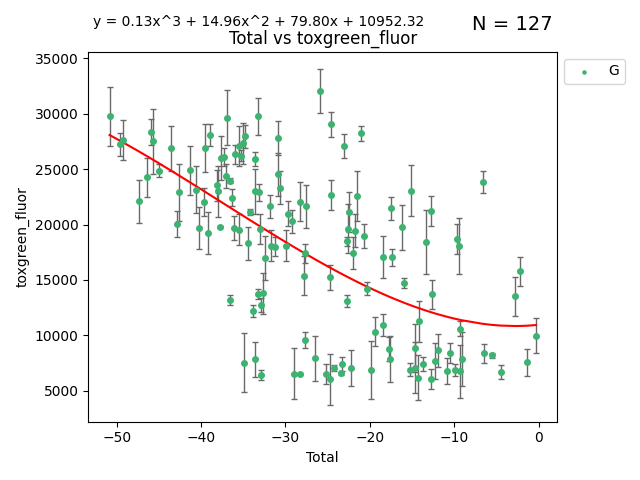 y = 0.13x^3 + 14.96x^2 + 79.80x + 10952.32
N = 127
Total vs toxgreen_fluor
G
35000
30000
25000
20000
15000
10000
5000
toxgreen_fluor
−50 −40 −30 −20 −10 0
Total